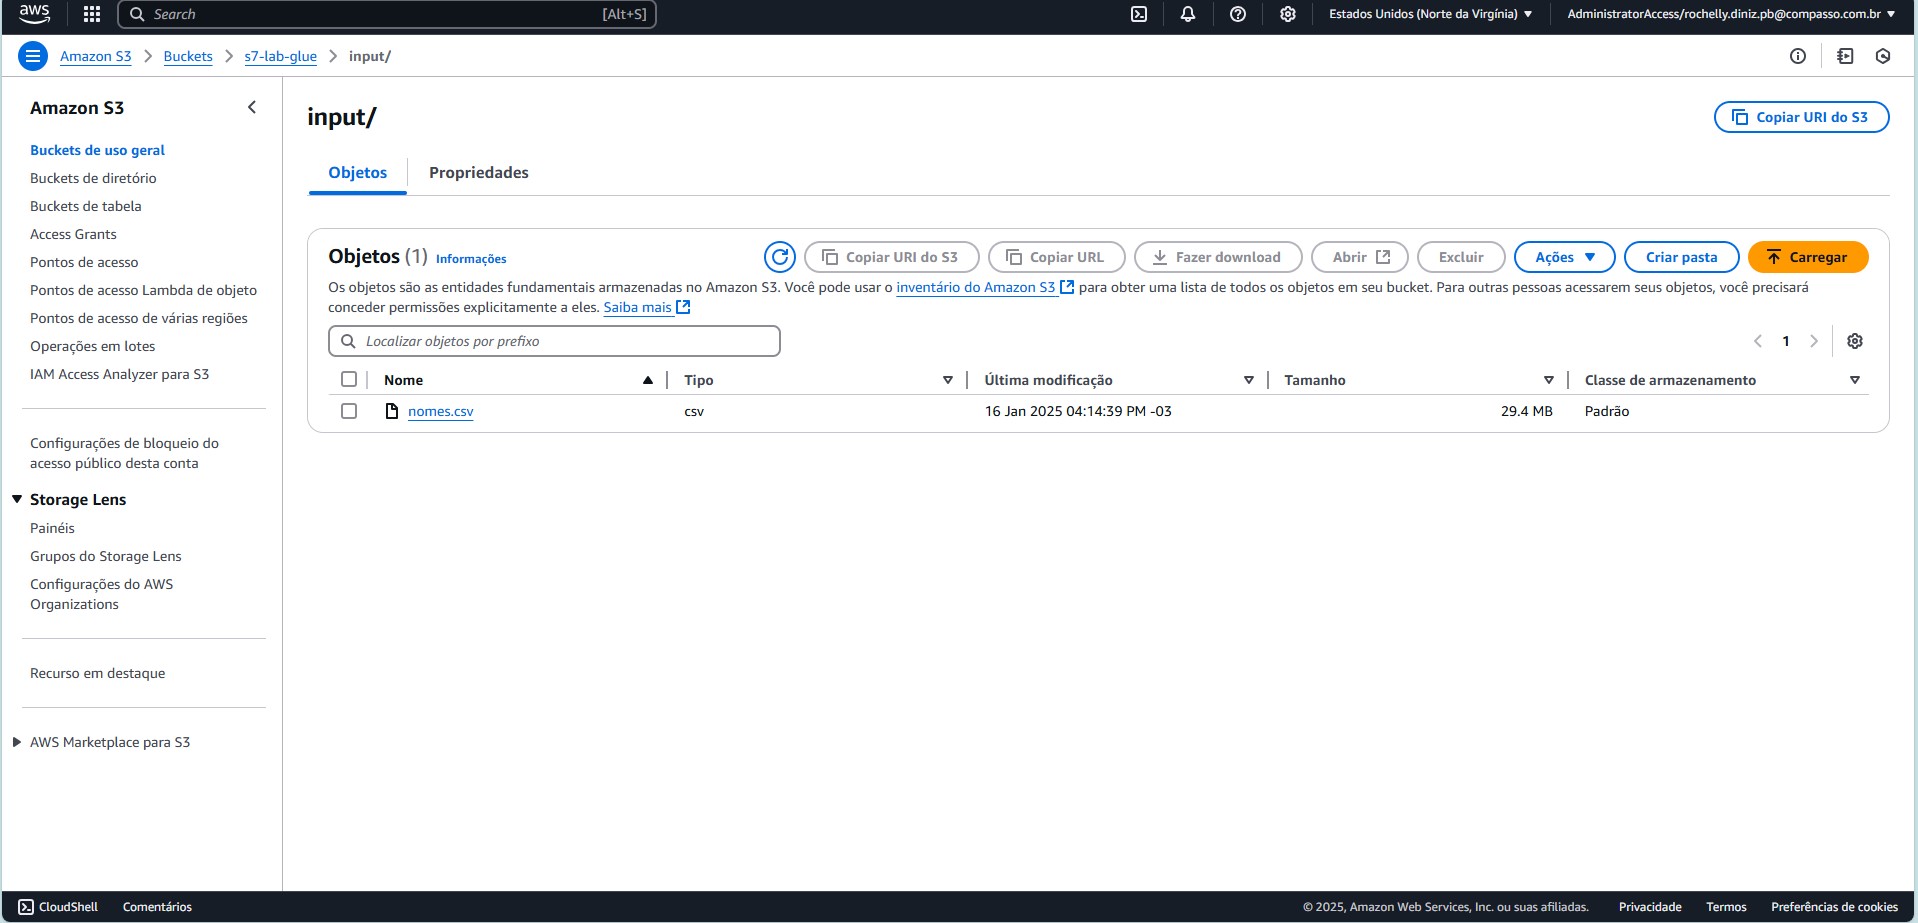 aws
Search [Alt+S]
Estados Unidos (Norte da Virgínia)
AdministratorAccess/rochelly.diniz.pb@compasso.com.br
Amazon S3 Buckets s7-lab-glue input/
Amazon S3
Buckets de uso geral
Buckets de diretório
Buckets de tabela
Access Grants
Pontos de acesso
Pontos de acesso Lambda de objeto
Pontos de acesso de várias regiões
Operações em lotes
IAM Access Analyzer para S3
Configurações de bloqueio do
acesso público desta conta
Storage Lens
Painéis
Grupos do Storage Lens
Configurações do AWS
Organizations
Recurso em destaque
AWS Marketplace para S3
input/
Copiar URI do S3
Objetos Propriedades
Objetos (1) Informações
Copiar URI do S3 Copiar URL Fazer download Abrir Excluir Ações Criar pasta Carregar
Os objetos são as entidades fundamentais armazenadas no Amazon S3. Você pode usar o inventário do Amazon S3 para obter uma lista de todos os objetos em seu bucket. Para outras pessoas acessarem seus objetos, você precisará
conceder permissões explicitamente a eles. Saiba mais
Localizar objetos por prefixo
1
Nome Tipo Última modificação Tamanho Classe de armazenamento
nomes.csv csv 16 Jan 2025 04:14:39 PM -03 29.4 MB Padrão
CloudShell Comentários
© 2025, Amazon Web Services, Inc. ou suas afiliadas. Privacidade Termos Preferências de cookies